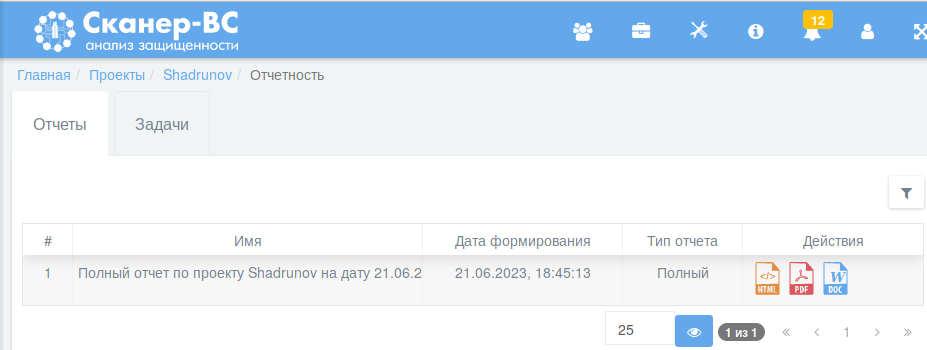 Сканер-ВС
анализ защищенности
12
Главная / Проекты / Shadrunov / Отчетность
Отчеты Задачи
# Имя Дата формирования Тип отчета Действия
1 Полный отчет по проекту Shadrunov на дату 21.06.2 21.06.2023, 18:45:13 Полный </> HTML PDF W DOC
25 1 из 1 « ‹ 1 › »